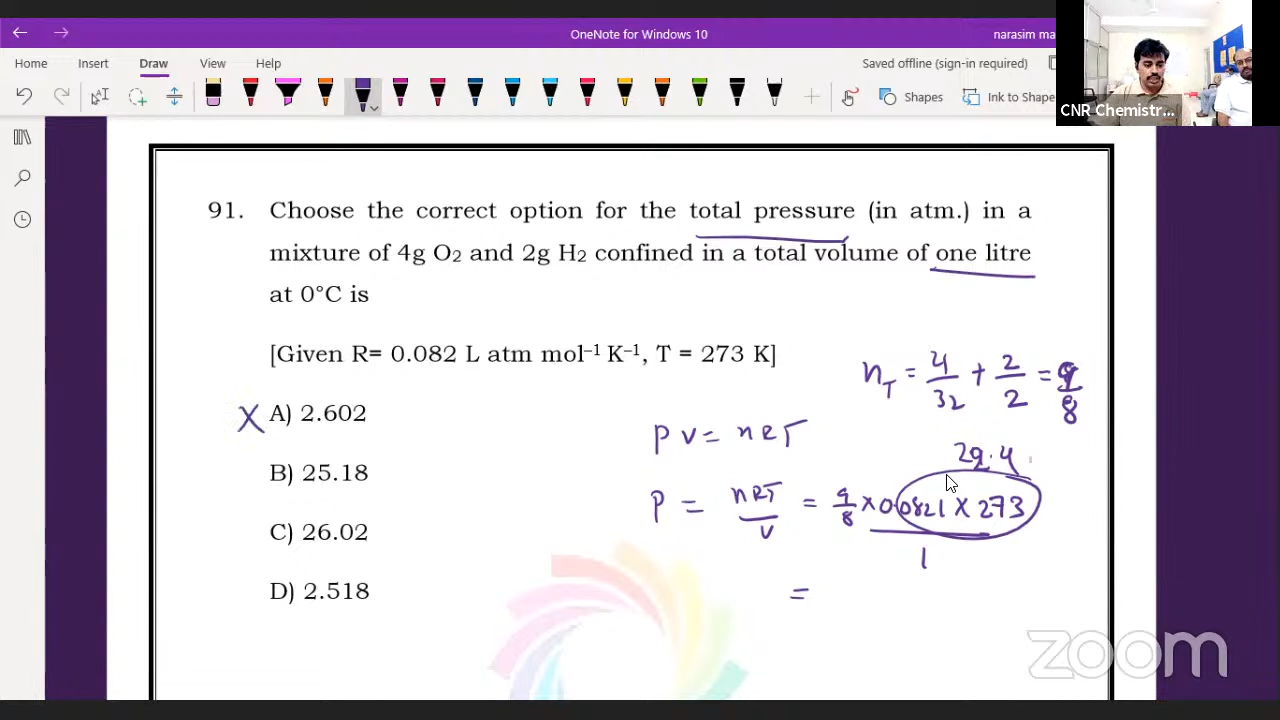 OneNote for Windows 10
narasim ma
Home Insert Draw View Help
Saved offline (sign-in required)
Shapes
Ink to Shape
CNR Chemistr...
91. Choose the correct option for the total pressure (in atm.) in a
mixture of 4g O2 and 2g H2 confined in a total volume of one litre
at 0°C is
[Given R= 0.082 L atm mol⁻¹ K⁻¹, T = 273 K]
nT = 4/32 + 2/2 = 9/8
X A) 2.602
PV = nRT
B) 25.18
22.4
P = nRT/V = 9/8 × 0.0821 × 273
1
C) 26.02
D) 2.518
=
zoom